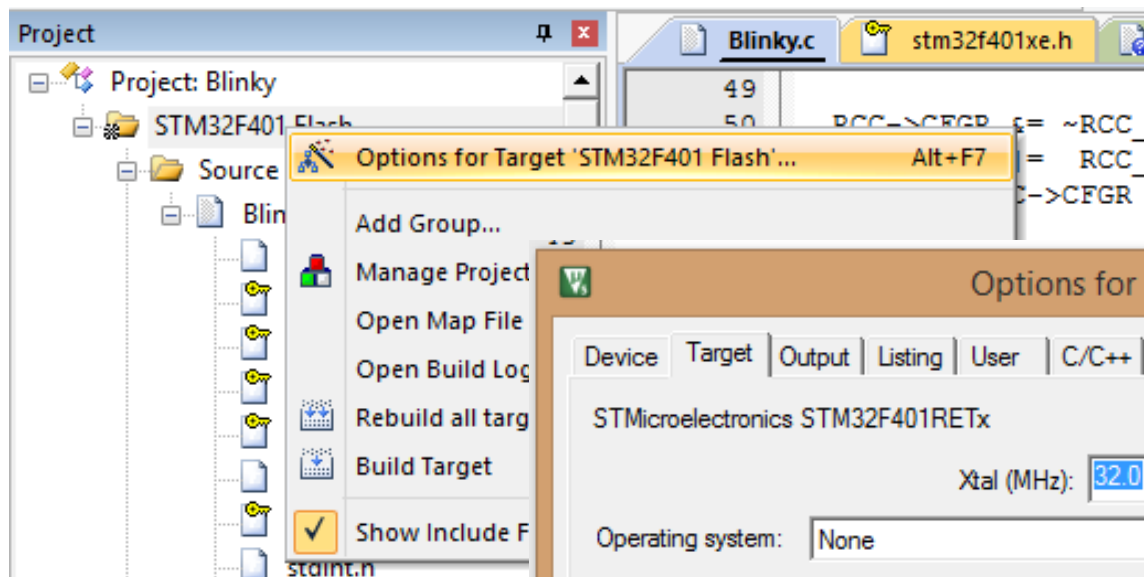 Project
Blinky.c
stm32f401xe.h
Project: Blinky
49
STM32F401 Flash
50 RCC->CFGR &= ~RCC_
Options for Target 'STM32F401 Flash'... Alt+F7
|= RCC_
Source
->CFGR
Blin
Add Group...
Manage Project
Options for
Open Map File
Device Target Output Listing User C/C++
Open Build Log
Rebuild all targ
STMicroelectronics STM32F401RETx
Build Target
Xtal (MHz): 32.0
Show Include F
Operating system: None
stdint.h